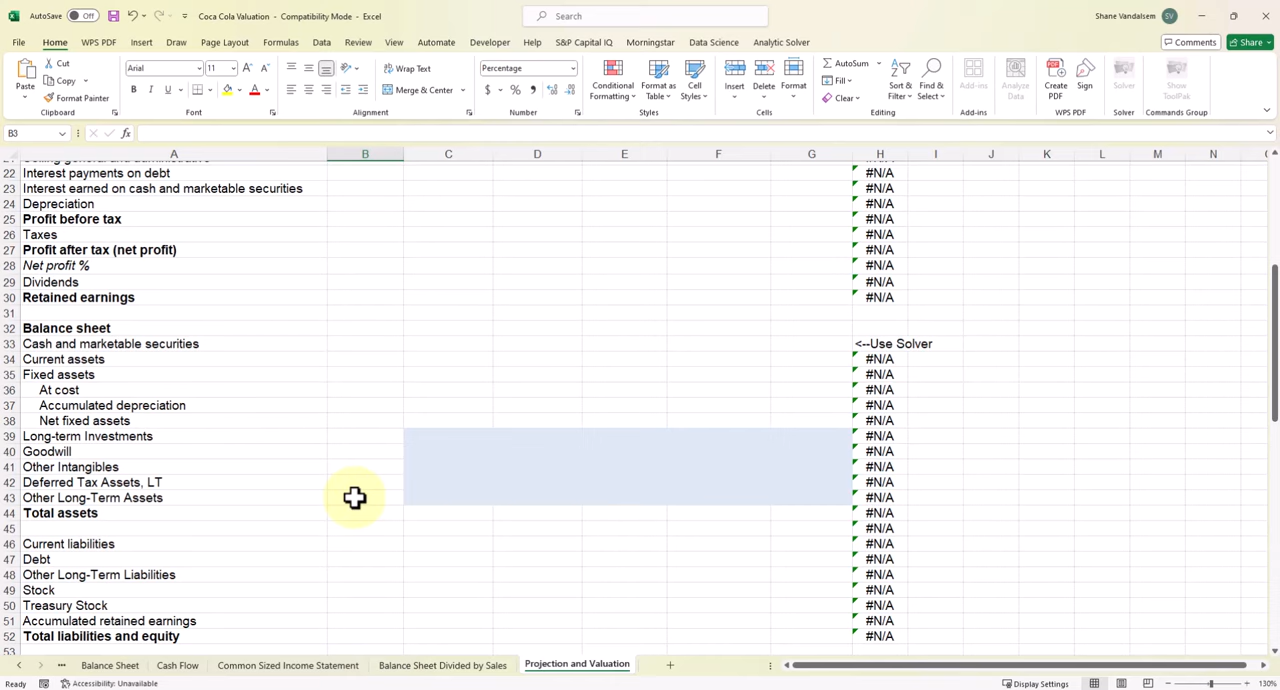 AutoSave Off Coca Cola Valuation - Compatibility Mode - Excel Search Shane Vandalsem SV
File Home WPS PDF Insert Draw Page Layout Formulas Data Review View Automate Developer Help S&P Capital IQ Morningstar Data Science Analytic Solver Comments Share
Paste Cut Copy Format Painter Arial 11 B I U Wrap Text Merge & Center Percentage Conditional Formatting Format as Table Cell Styles Insert Delete Format AutoSum Fill Clear Sort & Filter Find & Select Add-ins Analyze Data Create PDF Sign Solver Show ToolPak
Clipboard Font Alignment Number Styles Cells Editing Add-ins WPS PDF Solver Commands Group
B3 fx
A B C D E F G H I J K L M N
22 Interest payments on debt #N/A
23 Interest earned on cash and marketable securities #N/A
24 Depreciation #N/A
25 Profit before tax #N/A
26 Taxes #N/A
27 Profit after tax (net profit) #N/A
28 Net profit % #N/A
29 Dividends #N/A
30 Retained earnings #N/A
31
32 Balance sheet
33 Cash and marketable securities <--Use Solver
34 Current assets #N/A
35 Fixed assets #N/A
36 At cost #N/A
37 Accumulated depreciation #N/A
38 Net fixed assets #N/A
39 Long-term Investments #N/A
40 Goodwill #N/A
41 Other Intangibles #N/A
42 Deferred Tax Assets, LT #N/A
43 Other Long-Term Assets #N/A
44 Total assets #N/A
45 #N/A
46 Current liabilities #N/A
47 Debt #N/A
48 Other Long-Term Liabilities #N/A
49 Stock #N/A
50 Treasury Stock #N/A
51 Accumulated retained earnings #N/A
52 Total liabilities and equity #N/A
53
Balance Sheet Cash Flow Common Sized Income Statement Balance Sheet Divided by Sales Projection and Valuation
Ready Accessibility: Unavailable Display Settings 130%